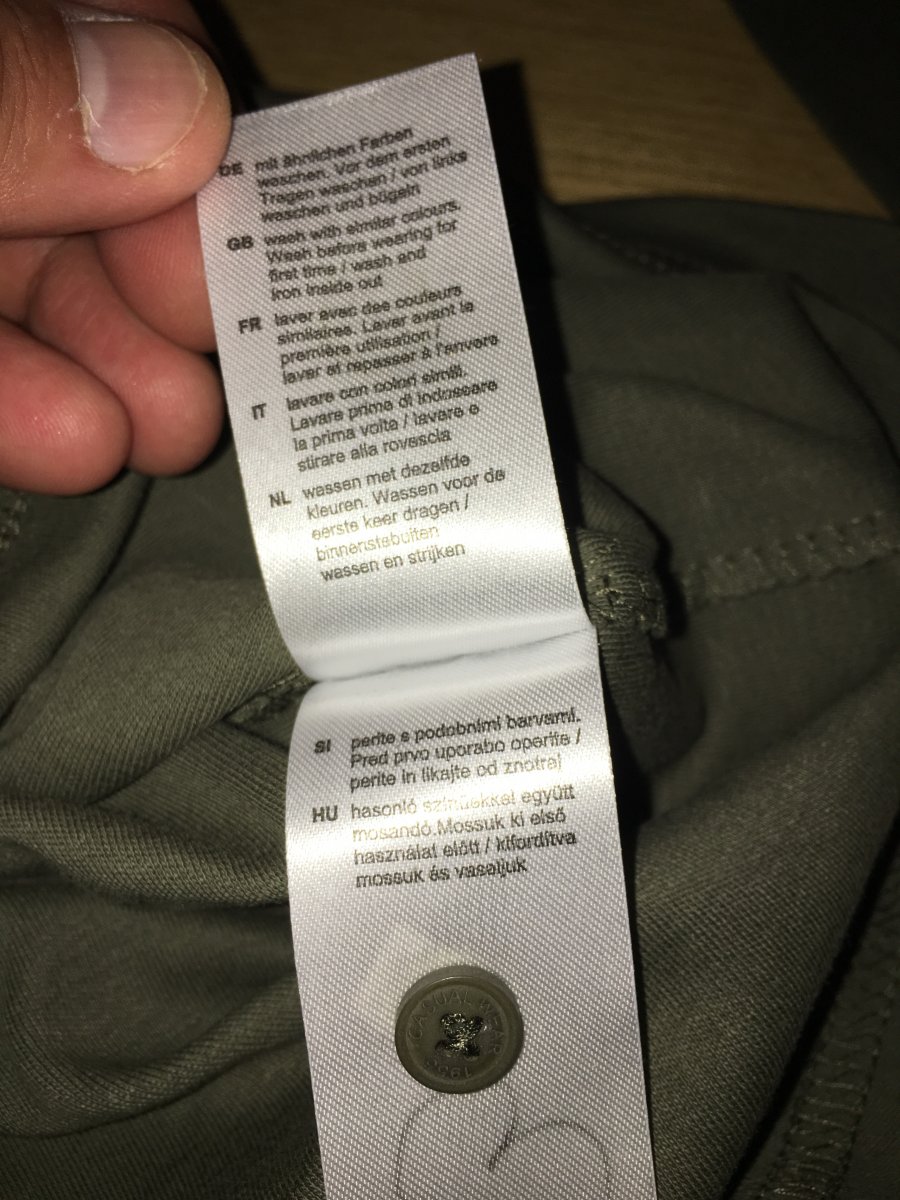 DE mit ähnlichen Farben
waschen. Vor dem ersten
Tragen waschen / von links
waschen und bügeln
GB wash with similar colours.
Wash before wearing for
first time / wash and
iron inside out
FR laver avec des couleurs
similaires. Laver avant la
première utilisation /
laver et repasser à l'envers
IT lavare con colori simili.
Lavare prima di indossare
la prima volta / lavare e
stirare alla rovescia
NL wassen met dezelfde
kleuren. Wassen voor de
eerste keer dragen /
binnenstebuiten
wassen en strijken
SI perite s podobnimi barvami.
Pred prvo uporabo operite /
perite in likajte od znotraj
HU hasonló színűekkel együtt
mosandó.Mossuk ki első
használat előtt / kifordítva
mossuk és vasaljuk
CASUAL